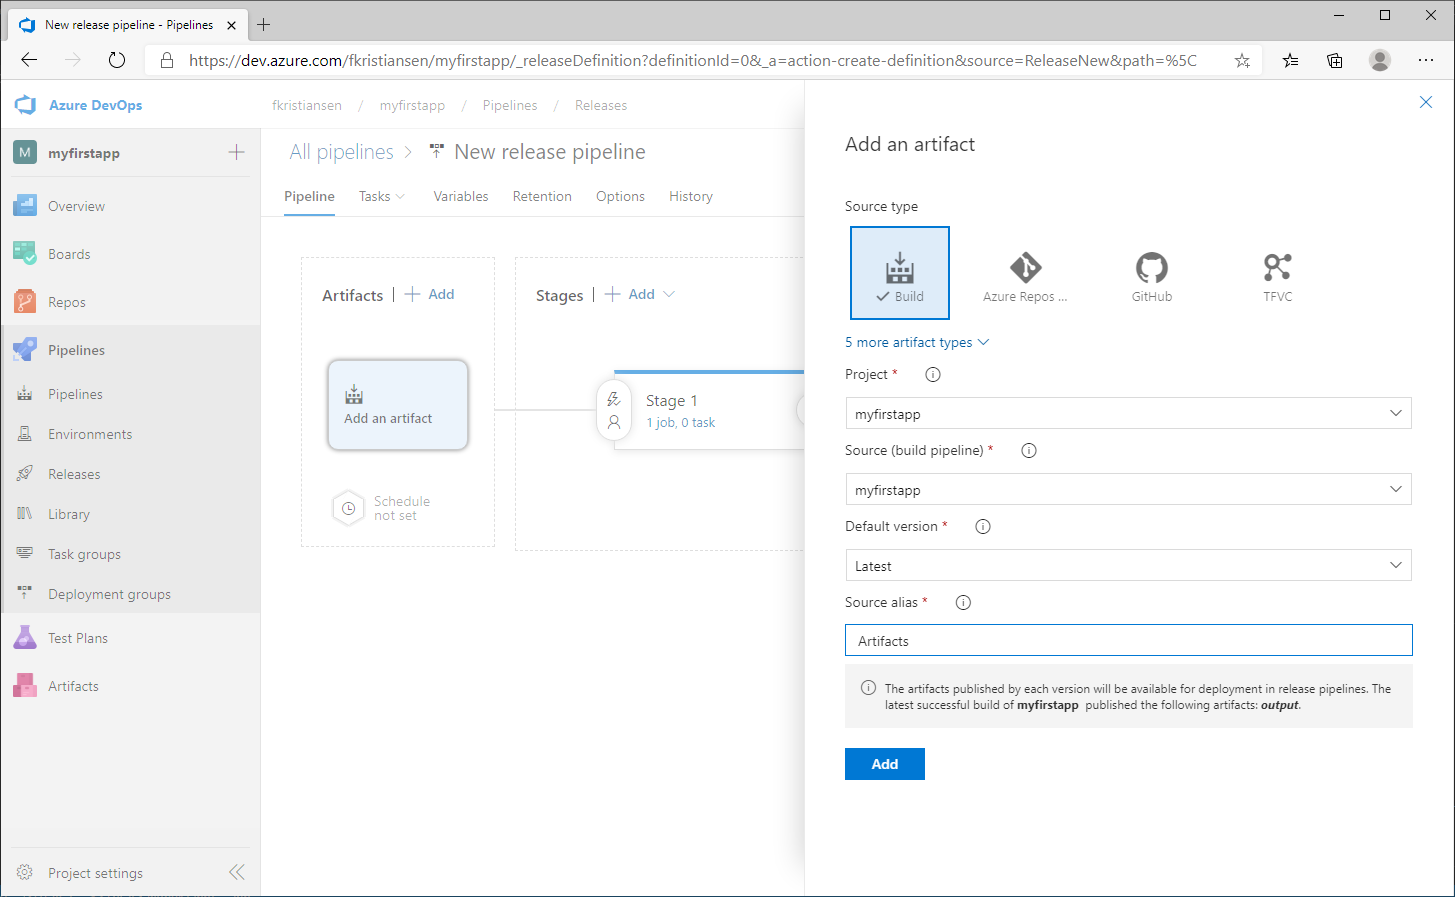 New release pipeline - Pipelines
https://dev.azure.com/fkristiansen/myfirstapp/_releaseDefinition?definitionId=0&_a=action-create-definition&source=ReleaseNew&path=%5C
Azure DevOps
fkristiansen / myfirstapp / Pipelines / Releases
M myfirstapp
Overview
Boards
Repos
Pipelines
Pipelines
Environments
Releases
Library
Task groups
Deployment groups
Test Plans
Artifacts
Project settings
All pipelines > New release pipeline
Pipeline Tasks Variables Retention Options History
Artifacts | + Add
Add an artifact
Schedule
not set
Stages | + Add
Stage 1
1 job, 0 task
Add an artifact
Source type
Build
Azure Repos ...
GitHub
TFVC
5 more artifact types
Project *
myfirstapp
Source (build pipeline) *
myfirstapp
Default version *
Latest
Source alias *
Artifacts
The artifacts published by each version will be available for deployment in release pipelines. The
latest successful build of myfirstapp published the following artifacts: output.
Add